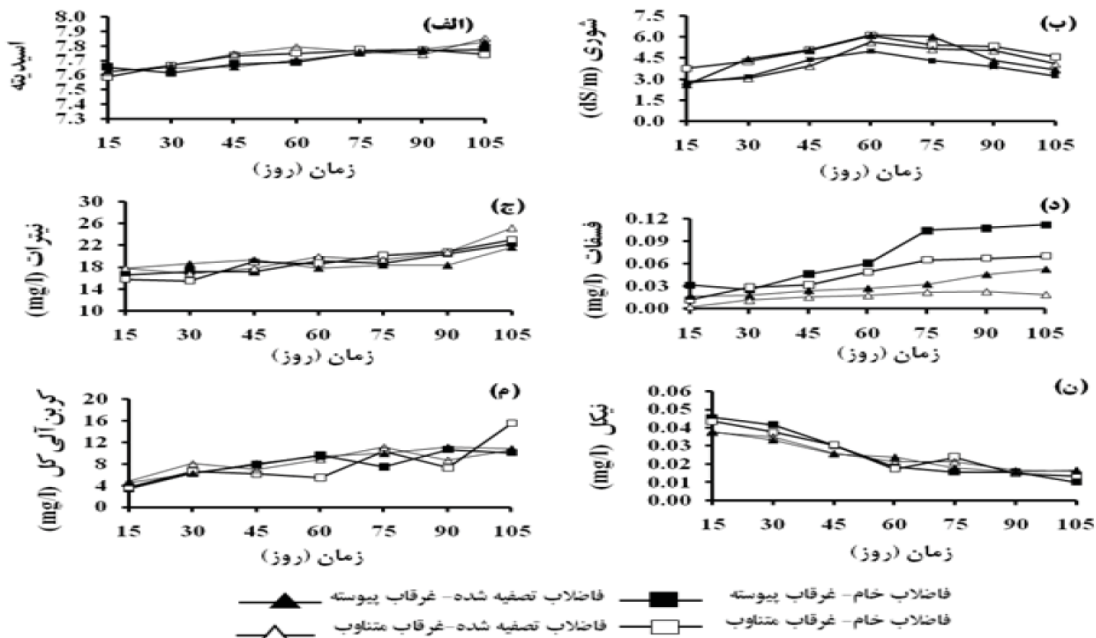 (الف)
اسیدیته
8.0
7.8
7.6
7.5
7.3
15 30 45 60 75 90 105
زمان (روز)
(ب)
شوری (dS/m)
7.5
6.0
4.5
3.0
1.5
0.0
15 30 45 60 75 90 105
زمان (روز)
(ج)
نیترات (mg/l)
30
26
22
18
14
10
15 30 45 60 75 90 105
زمان (روز)
(د)
فسفات (mg/l)
0.12
0.09
0.06
0.03
0.00
15 30 45 60 75 90 105
زمان (روز)
(م)
کربن آلی کل (mg/l)
20
16
12
8
4
0
15 30 45 60 75 90 105
زمان (روز)
(ن)
نیکل (mg/l)
0.06
0.05
0.04
0.03
0.02
0.01
0.00
15 30 45 60 75 90 105
زمان (روز)
فاضلاب تصفیه شده- غرقاب پیوسته
فاضلاب خام- غرقاب پیوسته
فاضلاب تصفیه شده-غرقاب متناوب
فاضلاب خام- غرقاب متناوب